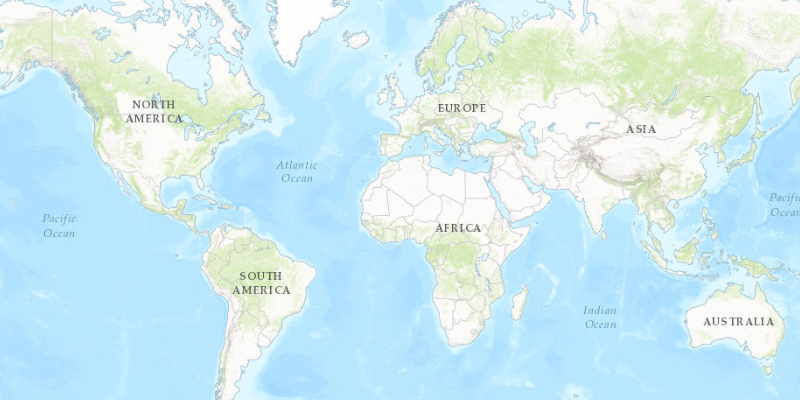 NORTH
AMERICA
EUROPE
ASIA
Atlantic
Ocean
Pacific
Ocean
Pacific
Ocean
AFRICA
SOUTH
AMERICA
Indian
Ocean
AUSTRALIA